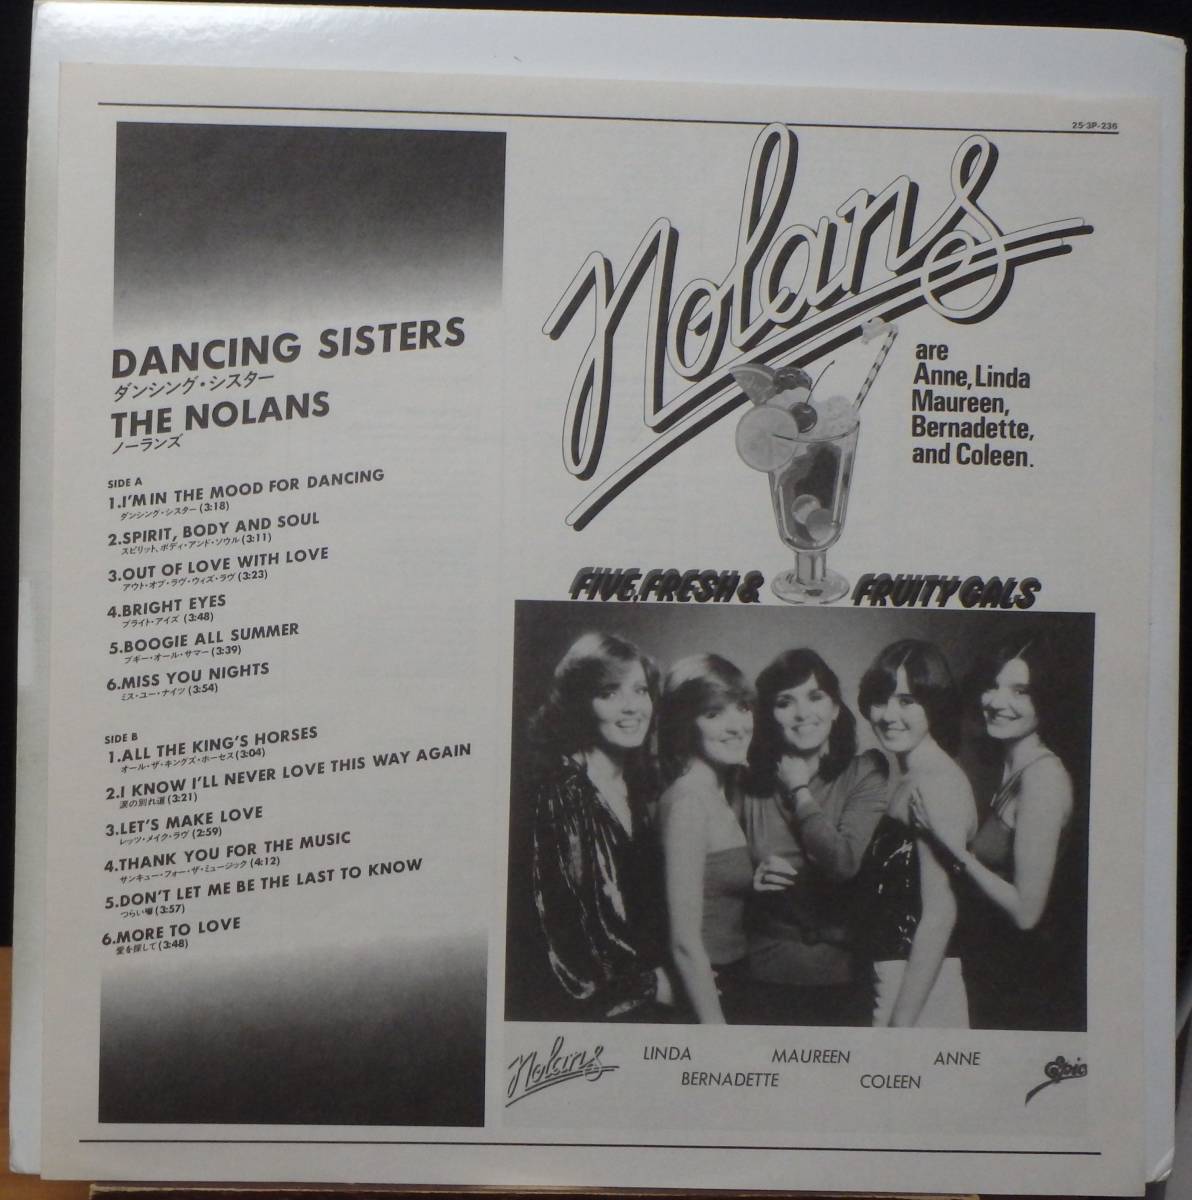 25·3P-236
DANCING SISTERS
ダンシング・シスター
THE NOLANS
ノーランズ
SIDE A
1.I'M IN THE MOOD FOR DANCING
ダンシング・シスター (3:18)
2.SPIRIT, BODY AND SOUL
スピリット、ボディ・アンド・ソウル (3:11)
3.OUT OF LOVE WITH LOVE
アウト・オブ・ラヴ・ウィズ・ラヴ (3:23)
4.BRIGHT EYES
ブライト・アイズ (3:48)
5.BOOGIE ALL SUMMER
ブギー・オール・サマー (3:39)
6.MISS YOU NIGHTS
ミス・ユー・ナイツ (3:54)
SIDE B
1.ALL THE KING'S HORSES
オール・ザ・キングズ・ホーセス (3:04)
2.I KNOW I'LL NEVER LOVE THIS WAY AGAIN
涙の別れ道 (3:21)
3.LET'S MAKE LOVE
レッツ・メイク・ラヴ (2:59)
4.THANK YOU FOR THE MUSIC
サンキュー・フォー・ザ・ミュージック (4:12)
5.DON'T LET ME BE THE LAST TO KNOW
つらい噂 (3:57)
6.MORE TO LOVE
愛を探して (3:48)
Nolans
are
Anne, Linda
Maureen,
Bernadette,
and Coleen.
FIVE, FRESH & FRUITY GALS
Nolans
LINDA MAUREEN ANNE
BERNADETTE COLEEN
Epic